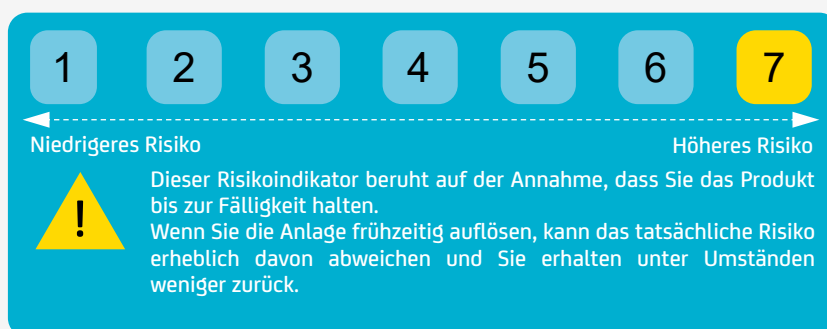 1 2 3 4 5 6 7
Niedrigeres Risiko Höheres Risiko
!
Dieser Risikoindikator beruht auf der Annahme, dass Sie das Produkt
bis zur Fälligkeit halten.
Wenn Sie die Anlage frühzeitig auflösen, kann das tatsächliche Risiko
erheblich davon abweichen und Sie erhalten unter Umständen
weniger zurück.